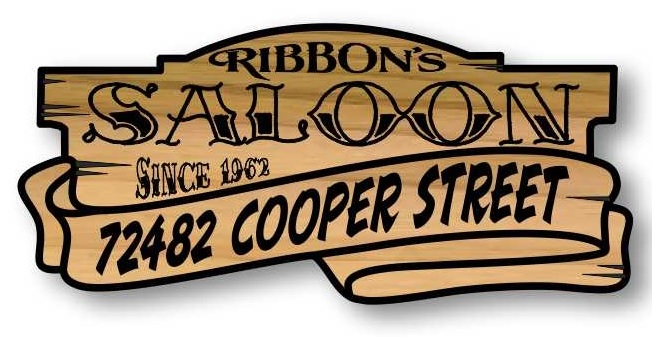 RIBBON'S
SALOON
SINCE 1962
72482 COOPER STREET